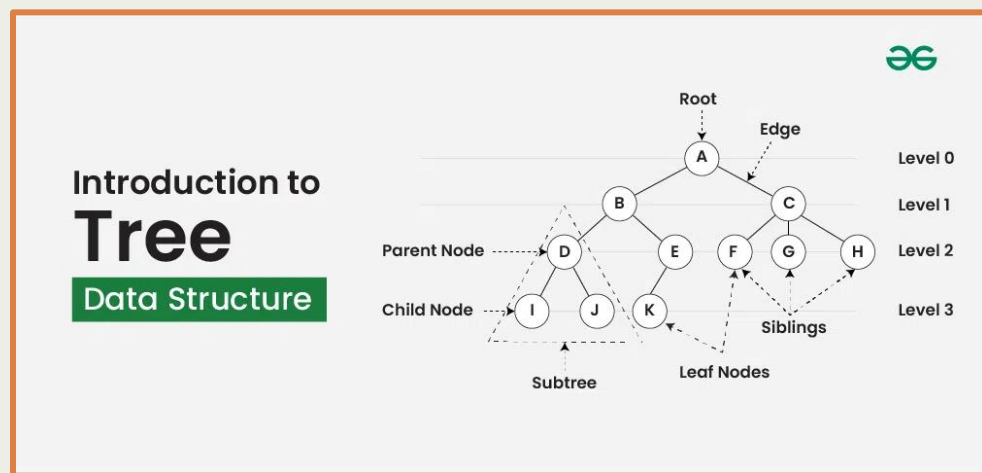 Introduction to
Tree
Data Structure
Root
Edge
A
Level 0
B
C
Level 1
Parent Node
D
E
F
G
H
Level 2
Child Node
I
J
K
Level 3
Siblings
Leaf Nodes
Subtree